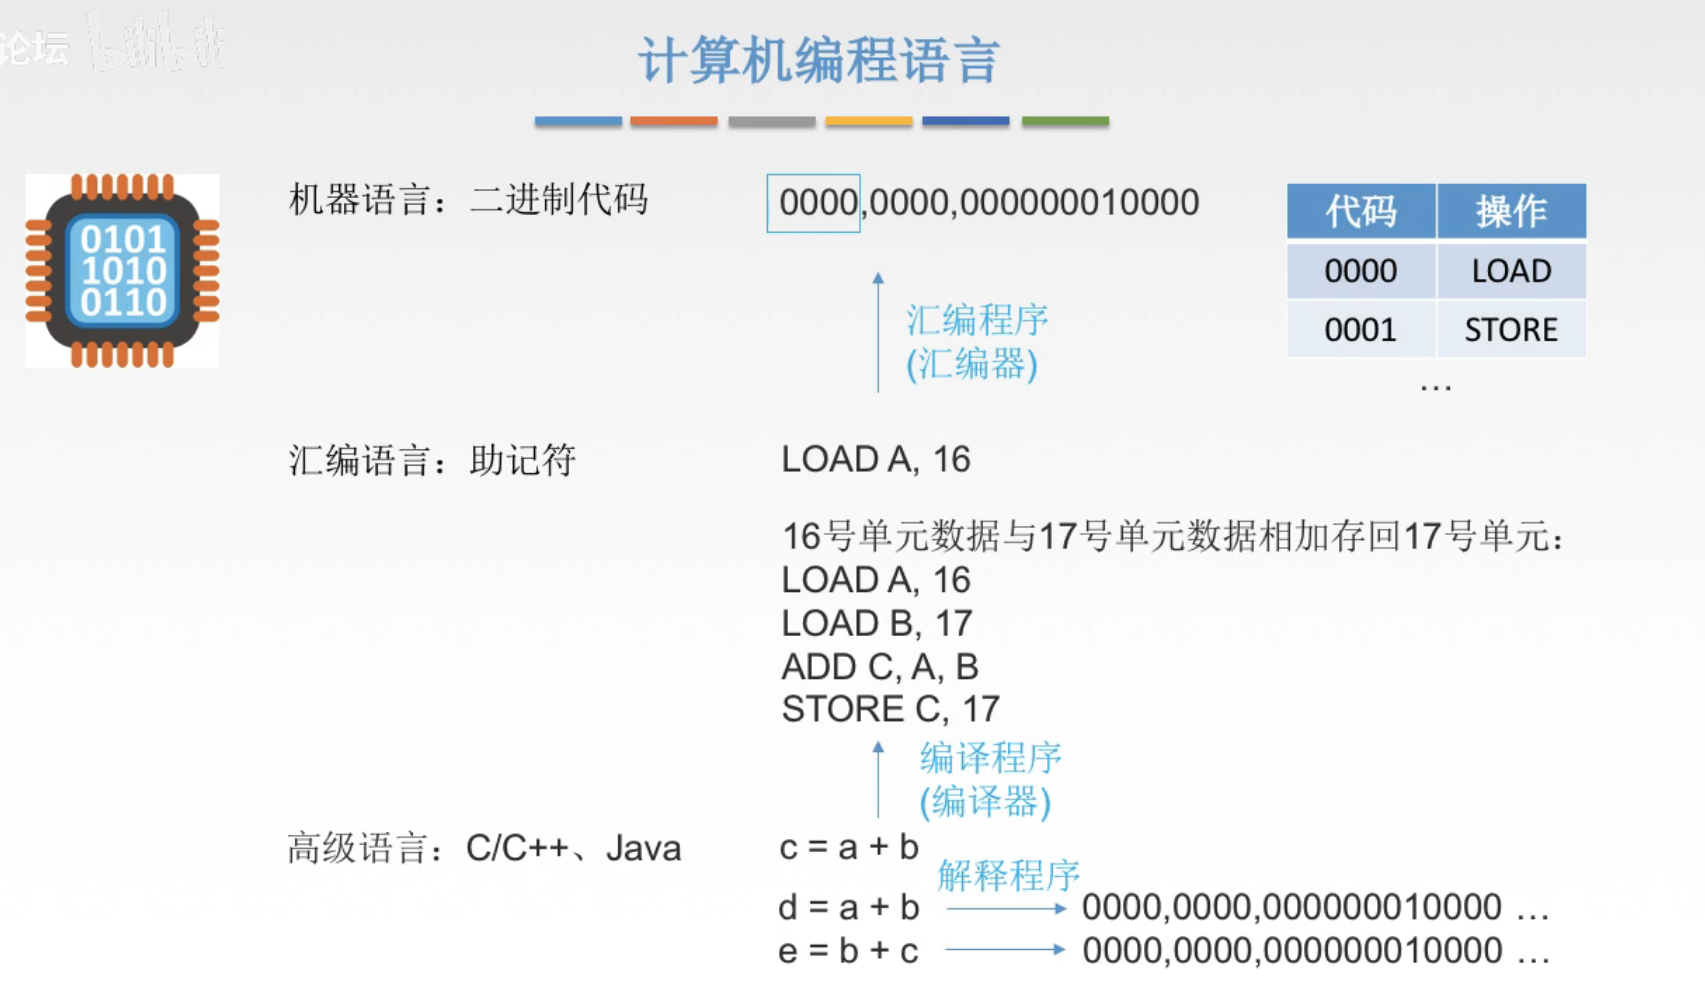 论坛 bilibili
计算机编程语言
0101
1010
0110
机器语言：二进制代码
0000,0000,000000010000
代码 操作
0000 LOAD
0001 STORE
…
汇编程序
(汇编器)
汇编语言：助记符
LOAD A, 16
16号单元数据与17号单元数据相加存回17号单元：
LOAD A, 16
LOAD B, 17
ADD C, A, B
STORE C, 17
编译程序
(编译器)
高级语言：C/C++、Java
c = a + b
解释程序
d = a + b 0000,0000,000000010000 …
e = b + c 0000,0000,000000010000 …